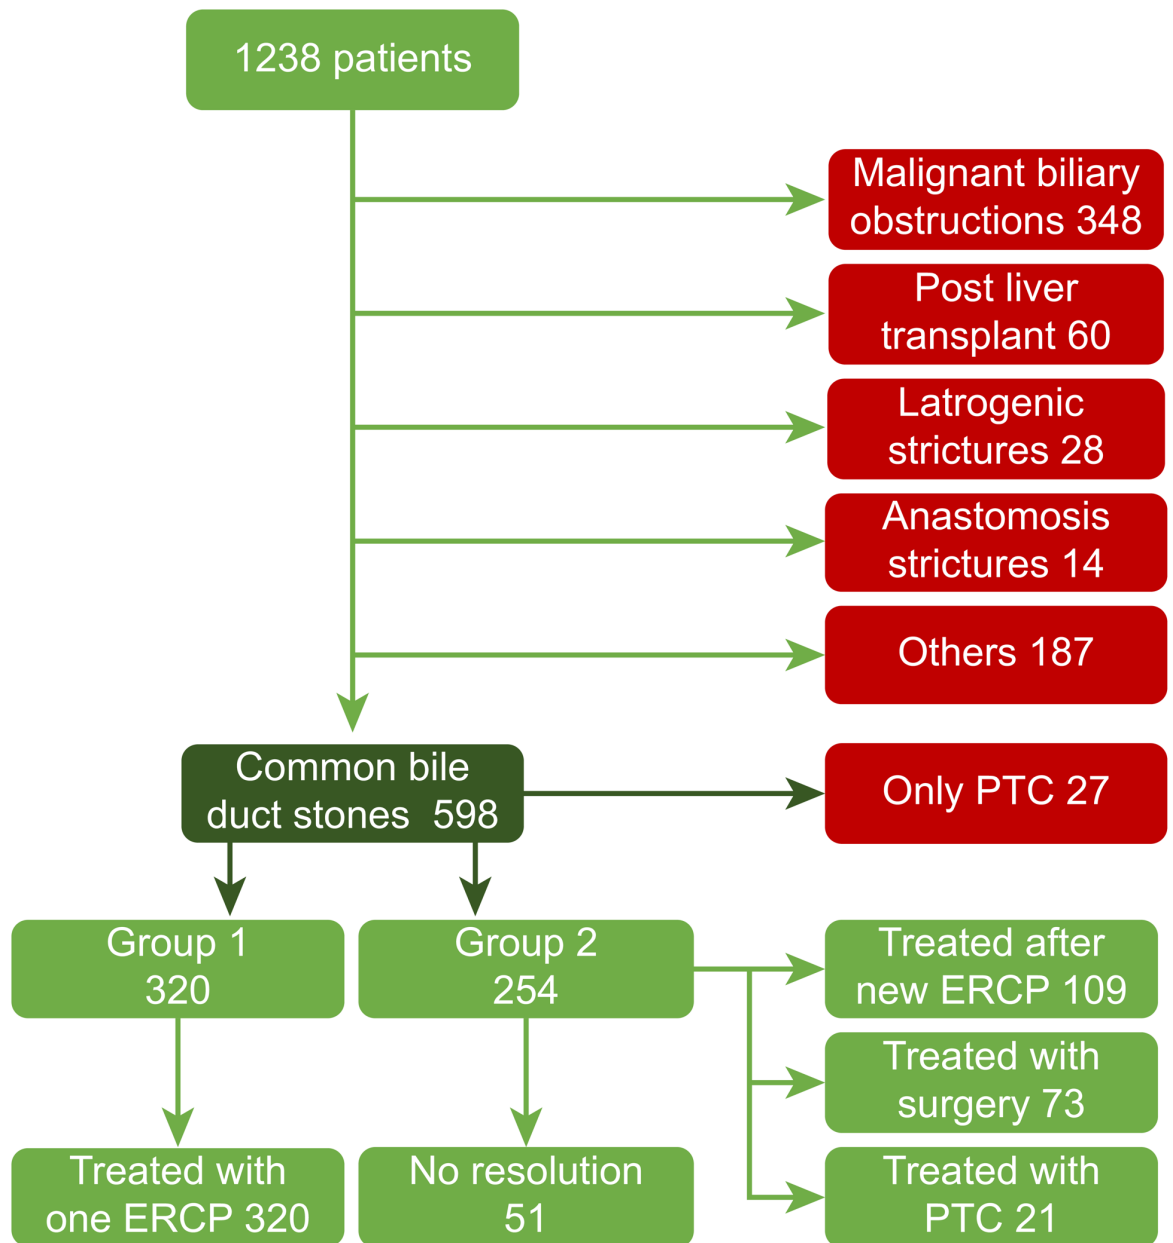 1238 patients
Malignant biliary
obstructions 348
Post liver
transplant 60
Latrogenic
strictures 28
Anastomosis
strictures 14
Others 187
Common bile
duct stones 598
Only PTC 27
Group 1
320
Group 2
254
Treated after
new ERCP 109
Treated with
surgery 73
Treated with
one ERCP 320
No resolution
51
Treated with
PTC 21